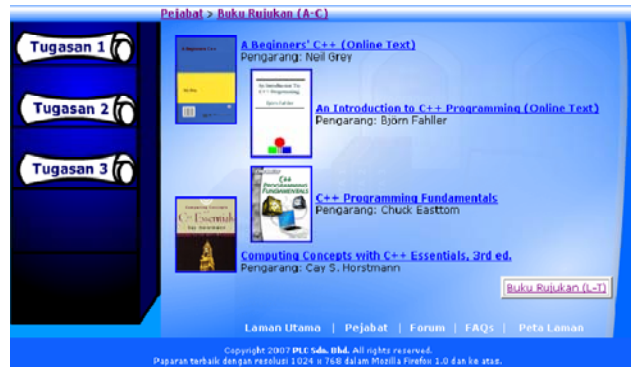 Pejabat > Buku Rujukan (A-C)
Tugasan 1
Tugasan 2
Tugasan 3
A Beginners' C++ (Online Text)
Pengarang: Neil Grey
An Introduction to C++ Programming (Online Text)
Pengarang: Björn Fahller
C++ Programming Fundamentals
Pengarang: Chuck Easttom
Computing Concepts with C++ Essentials, 3rd ed.
Pengarang: Cay S. Horstmann
Buku Rujukan (L-T)
Laman Utama | Pejabat | Forum | FAQs | Peta Laman
Copyright 2007 PLC Sdn. Bhd. All rights reserved.
Paparan terbaik dengan resolusi 1024 x 768 dalam Mozilla Firefox 1.0 dan ke atas.